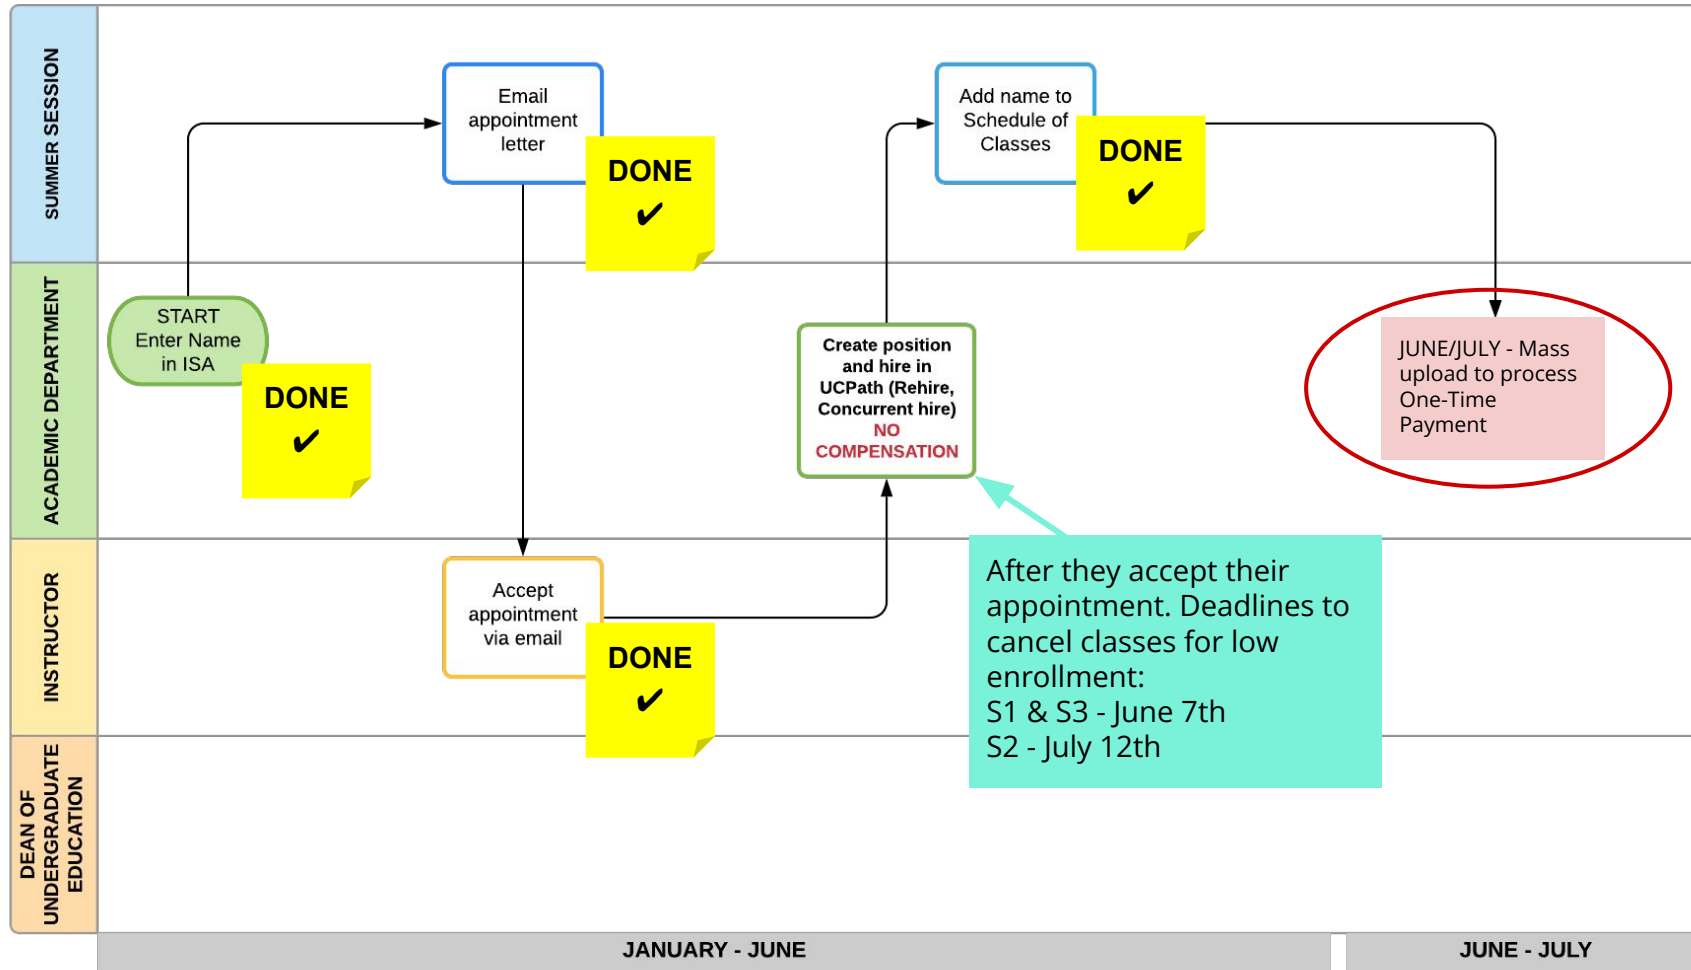 SUMMER SESSION
Email
appointment
letter
DONE
✔
Add name to
Schedule of
Classes
DONE
✔
ACADEMIC DEPARTMENT
START
Enter Name
in ISA
DONE
✔
Create position
and hire in
UCPath (Rehire,
Concurrent hire)
NO
COMPENSATION
JUNE/JULY - Mass
upload to process
One-Time
Payment
INSTRUCTOR
Accept
appointment
via email
DONE
✔
After they accept their
appointment. Deadlines to
cancel classes for low
enrollment:
S1 & S3 - June 7th
S2 - July 12th
DEAN OF
UNDERGRADUATE
EDUCATION
JANUARY - JUNE
JUNE - JULY